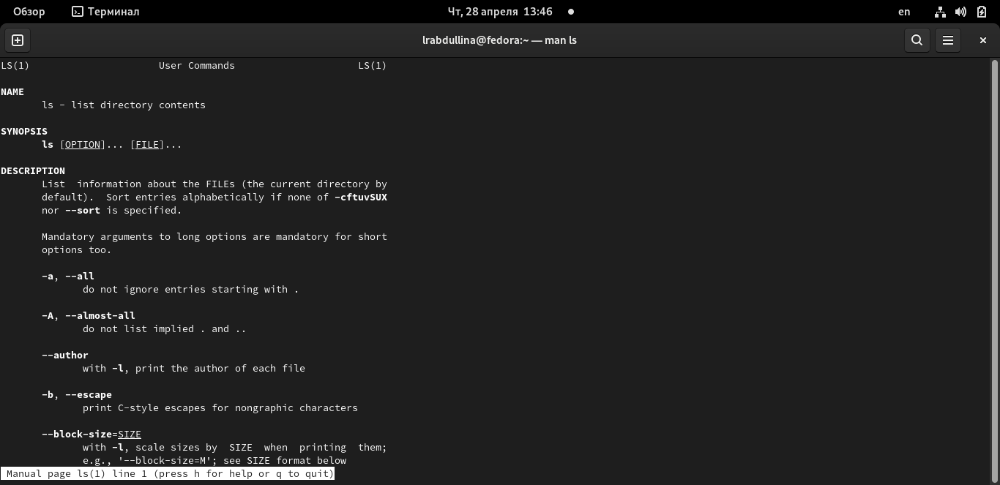 Обзор Терминал Чт, 28 апреля 13:46 en
lrabdullina@fedora:~ — man ls
LS(1) User Commands LS(1)
NAME
ls - list directory contents
SYNOPSIS
ls [OPTION]... [FILE]...
DESCRIPTION
List information about the FILEs (the current directory by
default). Sort entries alphabetically if none of -cftuvSUX
nor --sort is specified.
Mandatory arguments to long options are mandatory for short
options too.
-a, --all
do not ignore entries starting with .
-A, --almost-all
do not list implied . and ..
--author
with -l, print the author of each file
-b, --escape
print C-style escapes for nongraphic characters
--block-size=SIZE
with -l, scale sizes by SIZE when printing them;
e.g., '--block-size=M'; see SIZE format below
Manual page ls(1) line 1 (press h for help or q to quit)